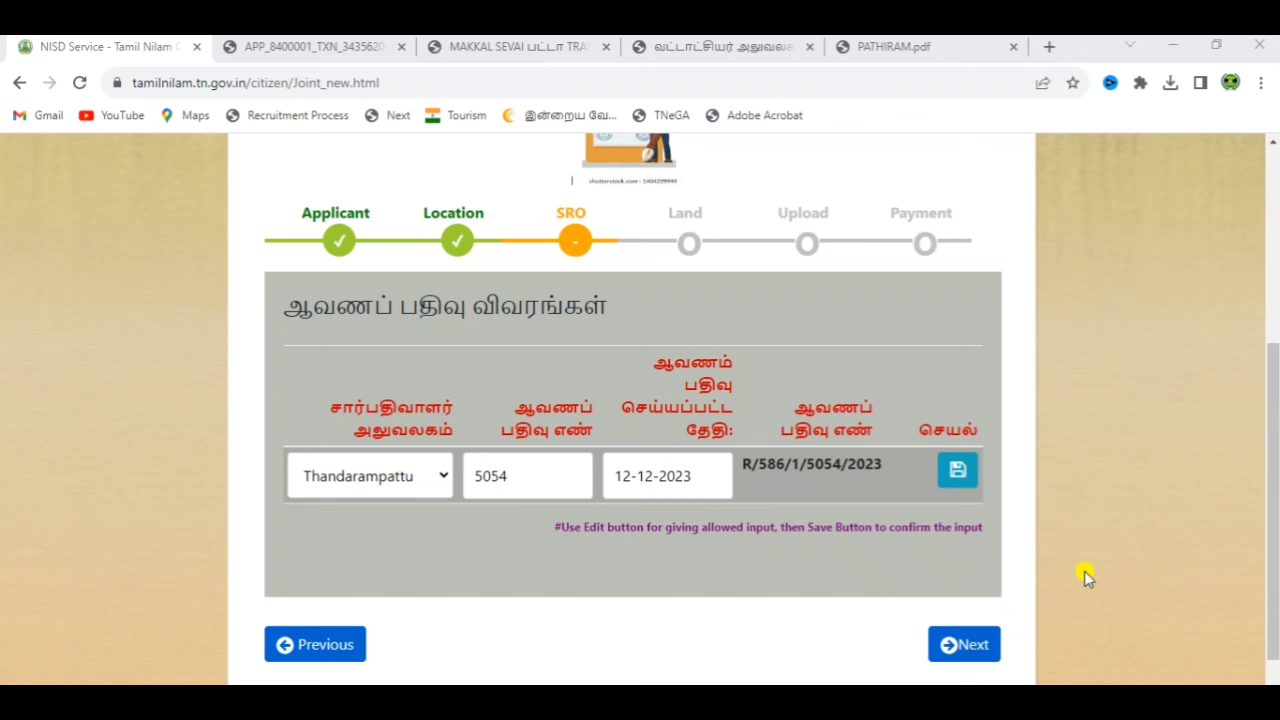 NISD Service - Tamil Nilam
APP_8400001_TXN_3435620
MAKKAL SEVAI பட்டா TRA
வட்டாட்சியர் அலுவலக
PATHIRAM.pdf
tamilnilam.tn.gov.in/citizen/Joint_new.html
Gmail YouTube Maps Recruitment Process Next Tourism இன்றைய வே... TNeGA Adobe Acrobat
shutterstock.com · 1404239949
Applicant Location SRO Land Upload Payment
ஆவணப் பதிவு விவரங்கள்
சார்பதிவாளர் அலுவலகம்
ஆவணப் பதிவு எண்
ஆவணம் பதிவு செய்யப்பட்ட தேதி:
ஆவணப் பதிவு எண்
செயல்
Thandarampattu 5054 12-12-2023 R/586/1/5054/2023
#Use Edit button for giving allowed input, then Save Button to confirm the input
Previous Next